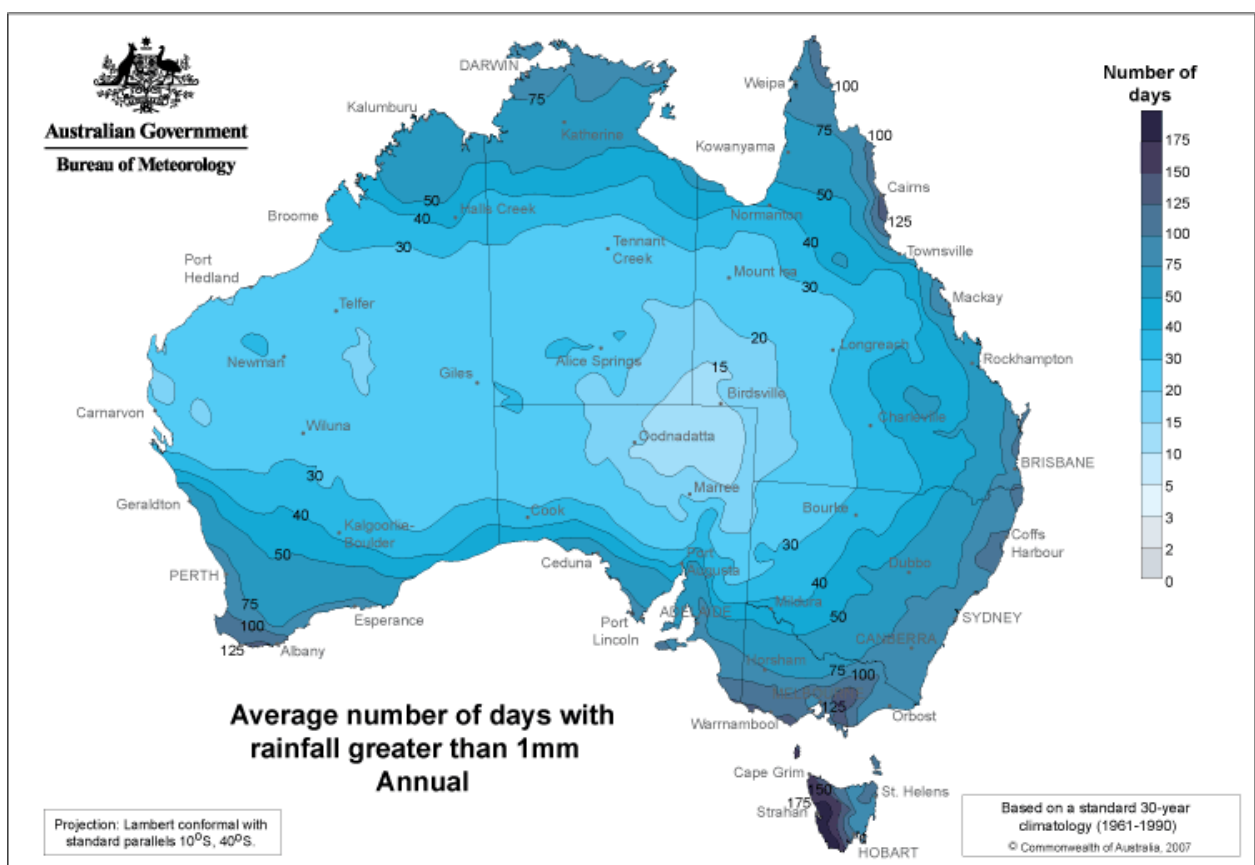 Australian Government
Bureau of Meteorology
DARWIN
Kalumburu
75
Katherine
Weipa
100
100
75
Kowanyama
Cairns
125
50
50
Halls Creek
40
Broome
30
Normanton
40
Townsville
Tennant
Creek
Mount Isa
30
Port
Hedland
Telfer
Mackay
20
Newman
Alice Springs
Longreach
Rockhampton
Giles
15
Birdsville
Carnarvon
Charleville
Wiluna
Oodnadatta
BRISBANE
30
Geraldton
40
Kalgoorlie-
Boulder
Marree
Cook
Bourke
Coffs
Harbour
50
Ceduna
Port
Augusta
30
Dubbo
PERTH
40
75
100
125
Albany
Esperance
Port
Lincoln
ADELAIDE
Mildura
50
SYDNEY
CANBERRA
Horsham
75
100
125
Warrnambool
Orbost
Cape Grim
150
175
Strahan
St. Helens
HOBART
Number of
days
175
150
125
100
75
50
40
30
20
15
10
5
3
2
0
Average number of days with
rainfall greater than 1mm
Annual
Projection: Lambert conformal with
standard parallels 10⁰S, 40⁰S.
Based on a standard 30-year
climatology (1961-1990)
© Commonwealth of Australia, 2007